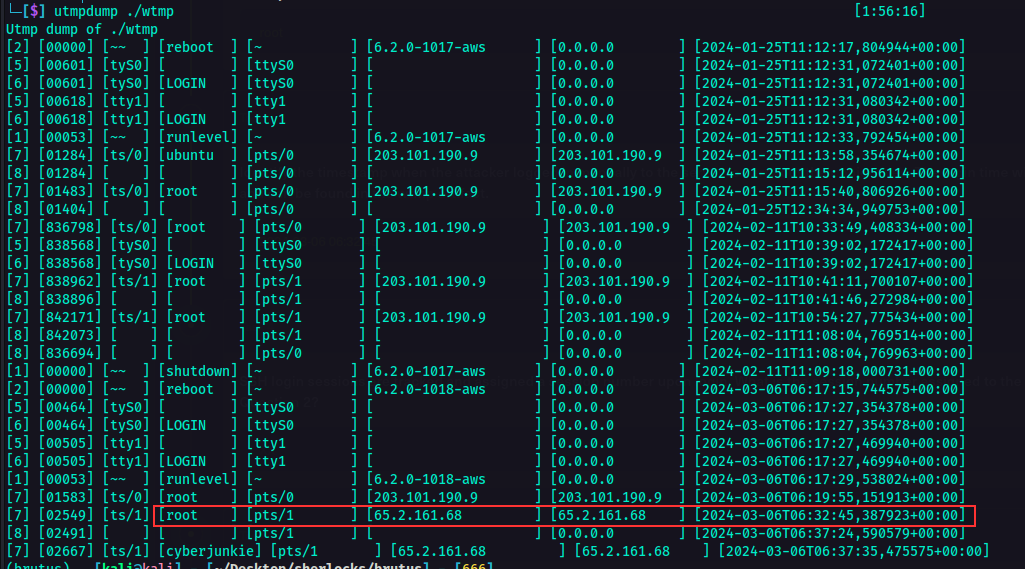 └─[$] utmpdump ./wtmp [1:56:16]
Utmp dump of ./wtmp
[2] [00000] [~~  ] [reboot  ] [~           ] [6.2.0-1017-aws      ] [0.0.0.0        ] [2024-01-25T11:12:17,804944+00:00]
[5] [00601] [tyS0] [        ] [ttyS0       ] [                    ] [0.0.0.0        ] [2024-01-25T11:12:31,072401+00:00]
[6] [00601] [tyS0] [LOGIN   ] [ttyS0       ] [                    ] [0.0.0.0        ] [2024-01-25T11:12:31,072401+00:00]
[5] [00618] [tty1] [        ] [tty1        ] [                    ] [0.0.0.0        ] [2024-01-25T11:12:31,080342+00:00]
[6] [00618] [tty1] [LOGIN   ] [tty1        ] [                    ] [0.0.0.0        ] [2024-01-25T11:12:31,080342+00:00]
[1] [00053] [~~  ] [runlevel] [~           ] [6.2.0-1017-aws      ] [0.0.0.0        ] [2024-01-25T11:12:33,792454+00:00]
[7] [01284] [ts/0] [ubuntu  ] [pts/0       ] [203.101.190.9       ] [203.101.190.9  ] [2024-01-25T11:13:58,354674+00:00]
[8] [01284] [    ] [        ] [pts/0       ] [                    ] [0.0.0.0        ] [2024-01-25T11:15:12,956114+00:00]
[7] [01483] [ts/0] [root    ] [pts/0       ] [203.101.190.9       ] [203.101.190.9  ] [2024-01-25T11:15:40,806926+00:00]
[8] [01404] [    ] [        ] [pts/0       ] [                    ] [0.0.0.0        ] [2024-01-25T12:34:34,949753+00:00]
[7] [836798] [ts/0] [root    ] [pts/0       ] [203.101.190.9       ] [203.101.190.9  ] [2024-02-11T10:33:49,408334+00:00]
[5] [838568] [tyS0] [        ] [ttyS0       ] [                    ] [0.0.0.0        ] [2024-02-11T10:39:02,172417+00:00]
[6] [838568] [tyS0] [LOGIN   ] [ttyS0       ] [                    ] [0.0.0.0        ] [2024-02-11T10:39:02,172417+00:00]
[7] [838962] [ts/1] [root    ] [pts/1       ] [203.101.190.9       ] [203.101.190.9  ] [2024-02-11T10:41:11,700107+00:00]
[8] [838896] [    ] [        ] [pts/1       ] [                    ] [0.0.0.0        ] [2024-02-11T10:41:46,272984+00:00]
[7] [842171] [ts/1] [root    ] [pts/1       ] [203.101.190.9       ] [203.101.190.9  ] [2024-02-11T10:54:27,775434+00:00]
[8] [842073] [    ] [        ] [pts/1       ] [                    ] [0.0.0.0        ] [2024-02-11T11:08:04,769514+00:00]
[8] [836694] [    ] [        ] [pts/0       ] [                    ] [0.0.0.0        ] [2024-02-11T11:08:04,769963+00:00]
[1] [00000] [~~  ] [shutdown] [~           ] [6.2.0-1017-aws      ] [0.0.0.0        ] [2024-02-11T11:09:18,000731+00:00]
[2] [00000] [~~  ] [reboot  ] [~           ] [6.2.0-1018-aws      ] [0.0.0.0        ] [2024-03-06T06:17:15,744575+00:00]
[5] [00464] [tyS0] [        ] [ttyS0       ] [                    ] [0.0.0.0        ] [2024-03-06T06:17:27,354378+00:00]
[6] [00464] [tyS0] [LOGIN   ] [ttyS0       ] [                    ] [0.0.0.0        ] [2024-03-06T06:17:27,354378+00:00]
[5] [00505] [tty1] [        ] [tty1        ] [                    ] [0.0.0.0        ] [2024-03-06T06:17:27,469940+00:00]
[6] [00505] [tty1] [LOGIN   ] [tty1        ] [                    ] [0.0.0.0        ] [2024-03-06T06:17:27,469940+00:00]
[1] [00053] [~~  ] [runlevel] [~           ] [6.2.0-1018-aws      ] [0.0.0.0        ] [2024-03-06T06:17:29,538024+00:00]
[7] [01583] [ts/0] [root    ] [pts/0       ] [203.101.190.9       ] [203.101.190.9  ] [2024-03-06T06:19:55,151913+00:00]
[7] [02549] [ts/1] [root    ] [pts/1       ] [65.2.161.68         ] [65.2.161.68    ] [2024-03-06T06:32:45,387923+00:00]
[8] [02491] [    ] [        ] [pts/1       ] [                    ] [0.0.0.0        ] [2024-03-06T06:37:24,590579+00:00]
[7] [02667] [ts/1] [cyberjunkie] [pts/1       ] [65.2.161.68         ] [65.2.161.68    ] [2024-03-06T06:37:35,475575+00:00]
(brutus) [kali@kali] [~/Desktop/sherlocks/brutus] [666]